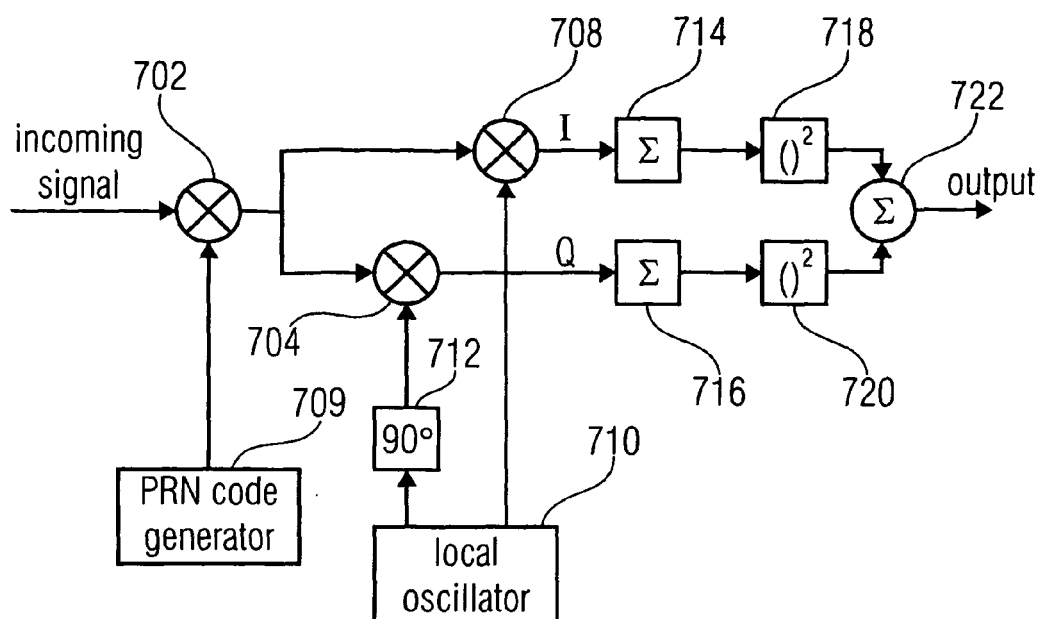 708
714
718
702
722
incoming
signal
I
Σ
()²
Σ
output
Q
Σ
()²
704
712
716
720
709
90°
710
PRN code
generator
local
oscillator